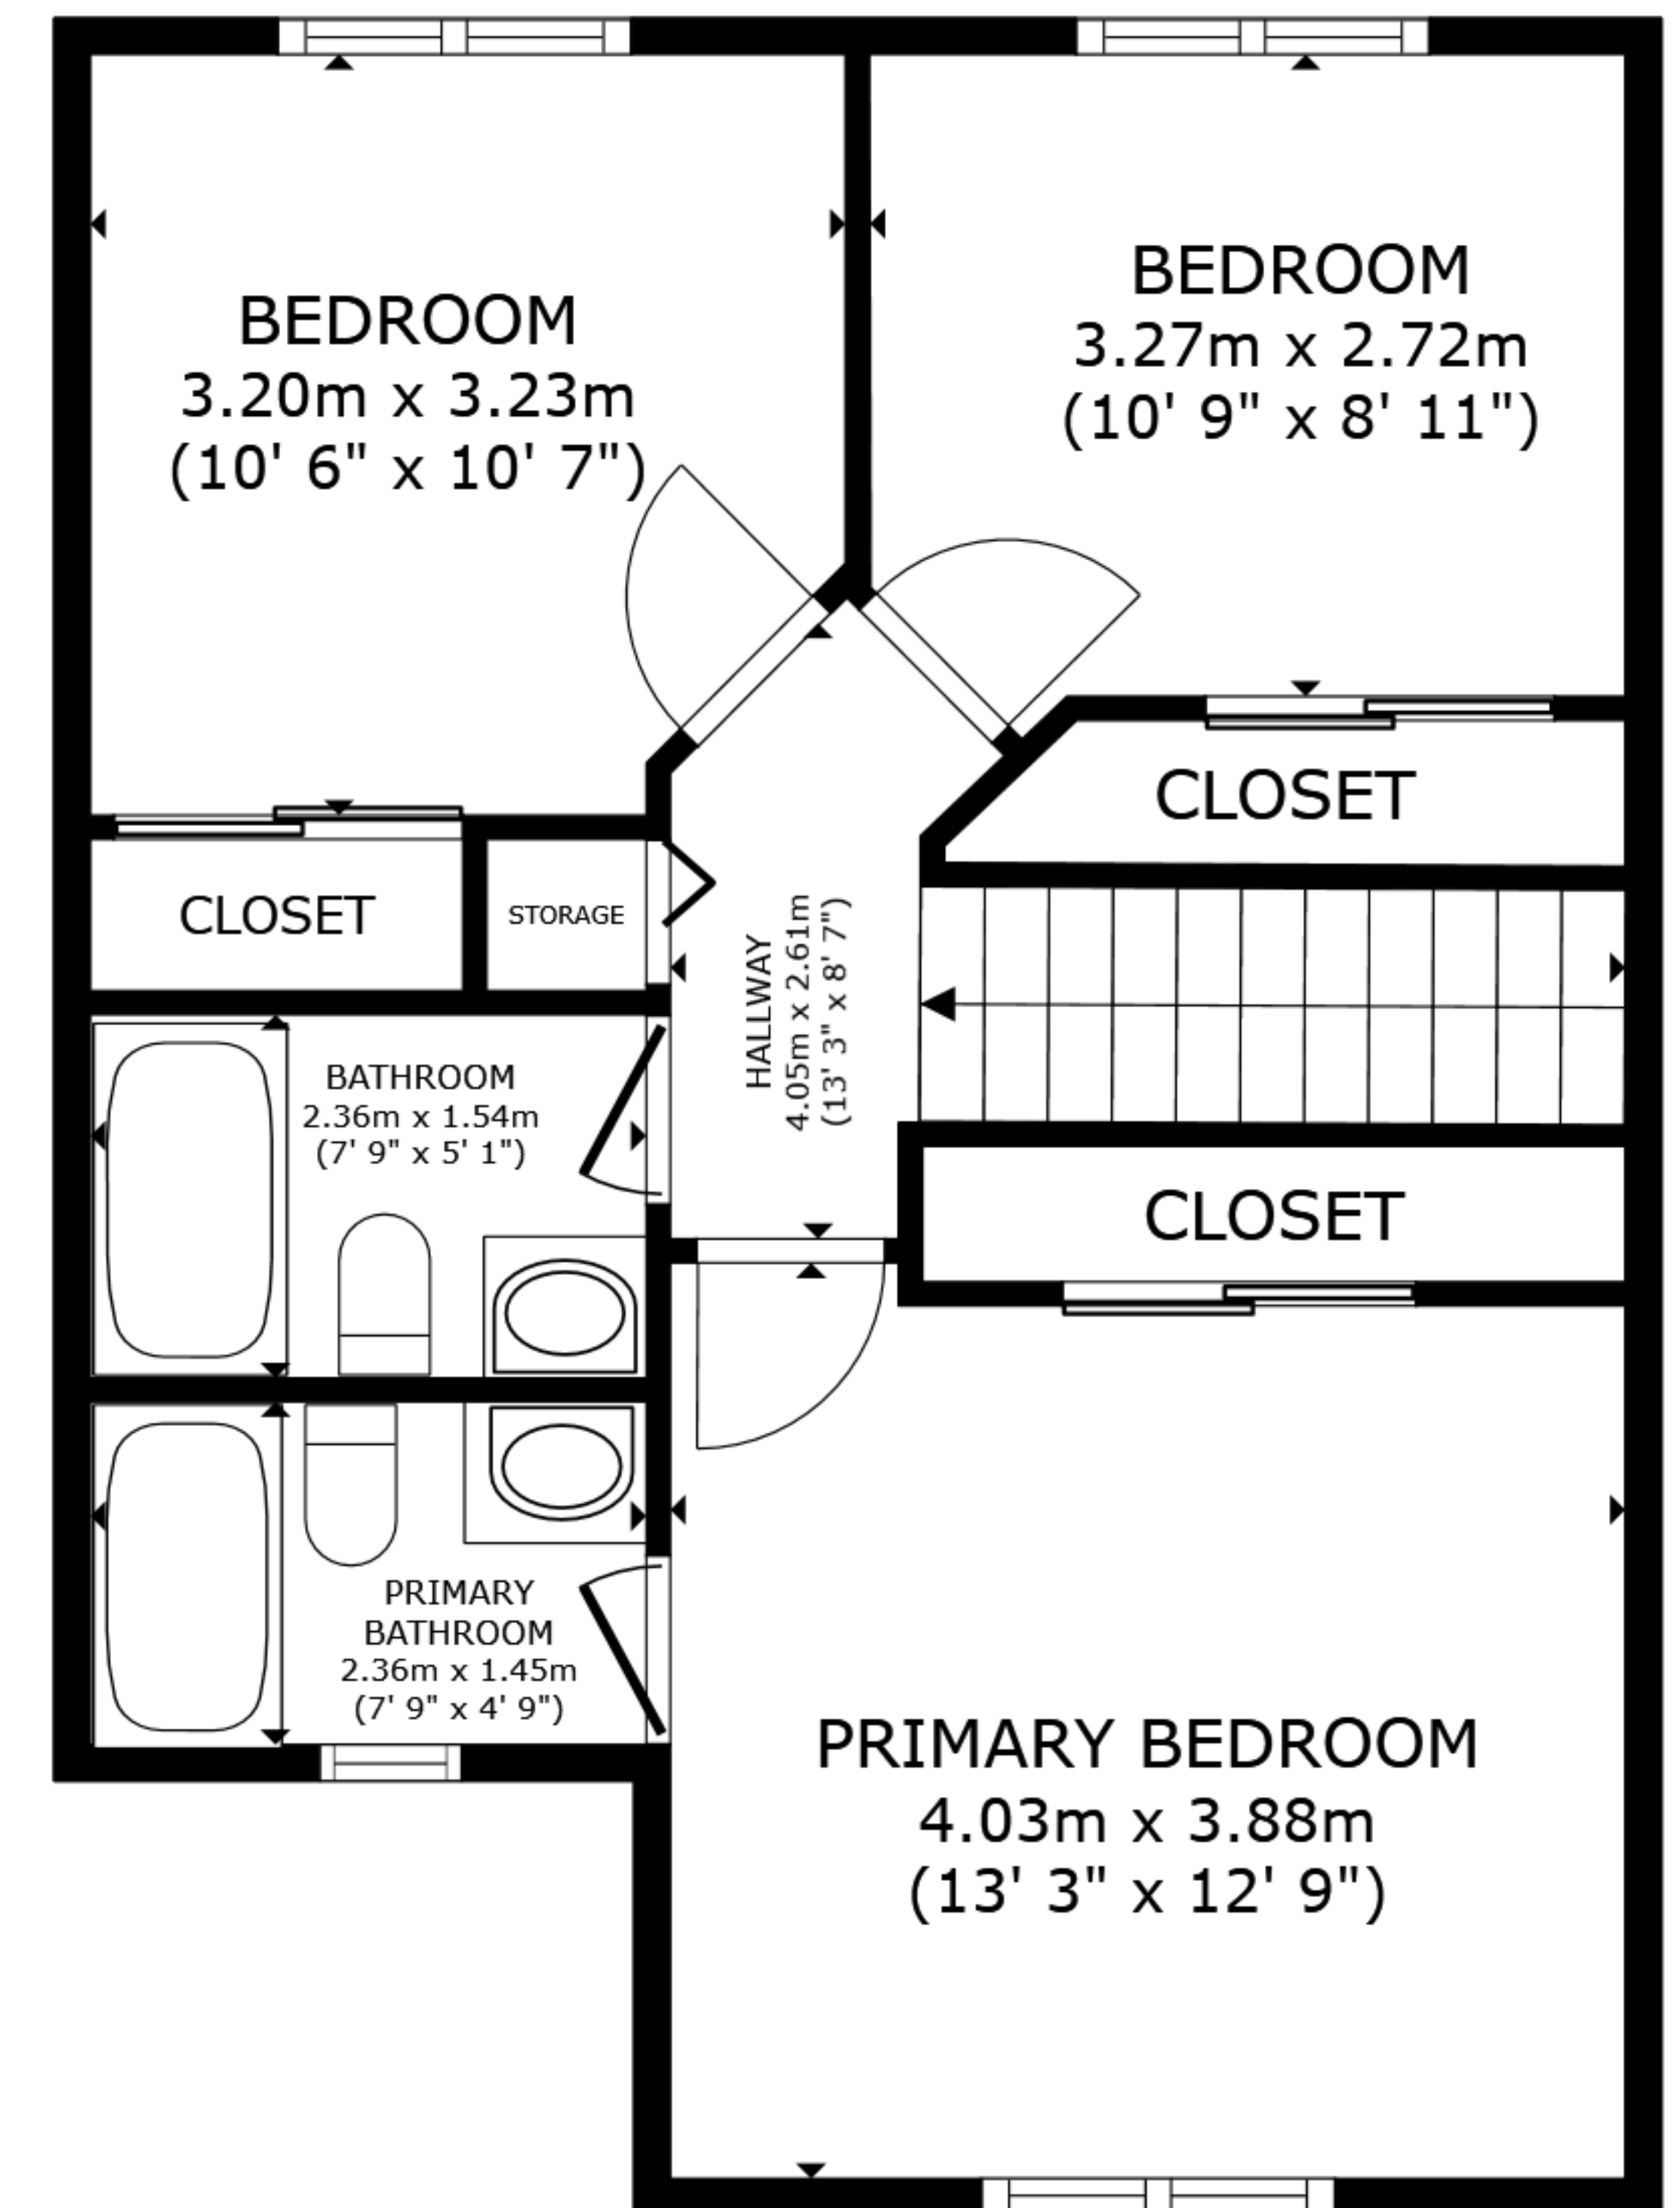 BEDROOM
3.20m x 3.23m
(10' 6" x 10' 7")
BEDROOM
3.27m x 2.72m
(10' 9" x 8' 11")
CLOSET
CLOSET
STORAGE
HALLWAY
4.05m x 2.61m
(13' 3" x 8' 7")
BATHROOM
2.36m x 1.54m
(7' 9" x 5' 1")
CLOSET
PRIMARY
BATHROOM
2.36m x 1.45m
(7' 9" x 4' 9")
PRIMARY BEDROOM
4.03m x 3.88m
(13' 3" x 12' 9")